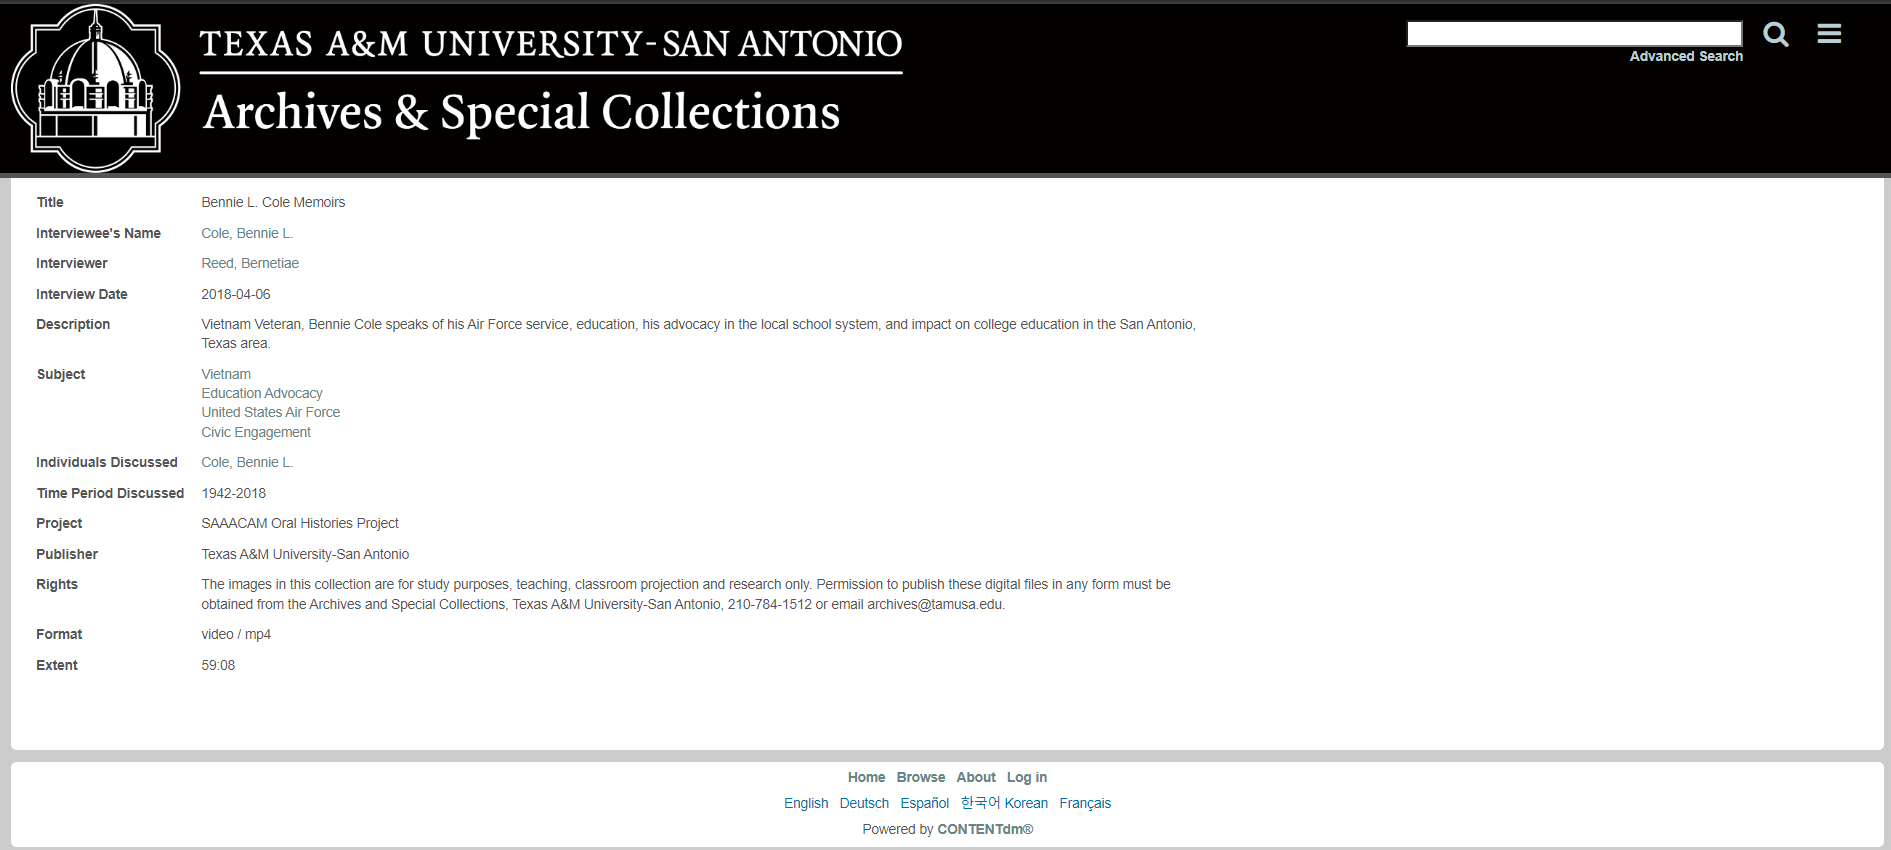 TEXAS A&M UNIVERSITY-SAN ANTONIO
Archives & Special Collections
Advanced Search
Title Bennie L. Cole Memoirs
Interviewee's Name Cole, Bennie L.
Interviewer Reed, Bernetiae
Interview Date 2018-04-06
Description Vietnam Veteran, Bennie Cole speaks of his Air Force service, education, his advocacy in the local school system, and impact on college education in the San Antonio,
Texas area.
Subject Vietnam
Education Advocacy
United States Air Force
Civic Engagement
Individuals Discussed Cole, Bennie L.
Time Period Discussed 1942-2018
Project SAAACAM Oral Histories Project
Publisher Texas A&M University-San Antonio
Rights The images in this collection are for study purposes, teaching, classroom projection and research only. Permission to publish these digital files in any form must be
obtained from the Archives and Special Collections, Texas A&M University-San Antonio, 210-784-1512 or email archives@tamusa.edu.
Format video / mp4
Extent 59:08
Home Browse About Log in
English Deutsch Español 한국어 Korean Français
Powered by CONTENTdm®